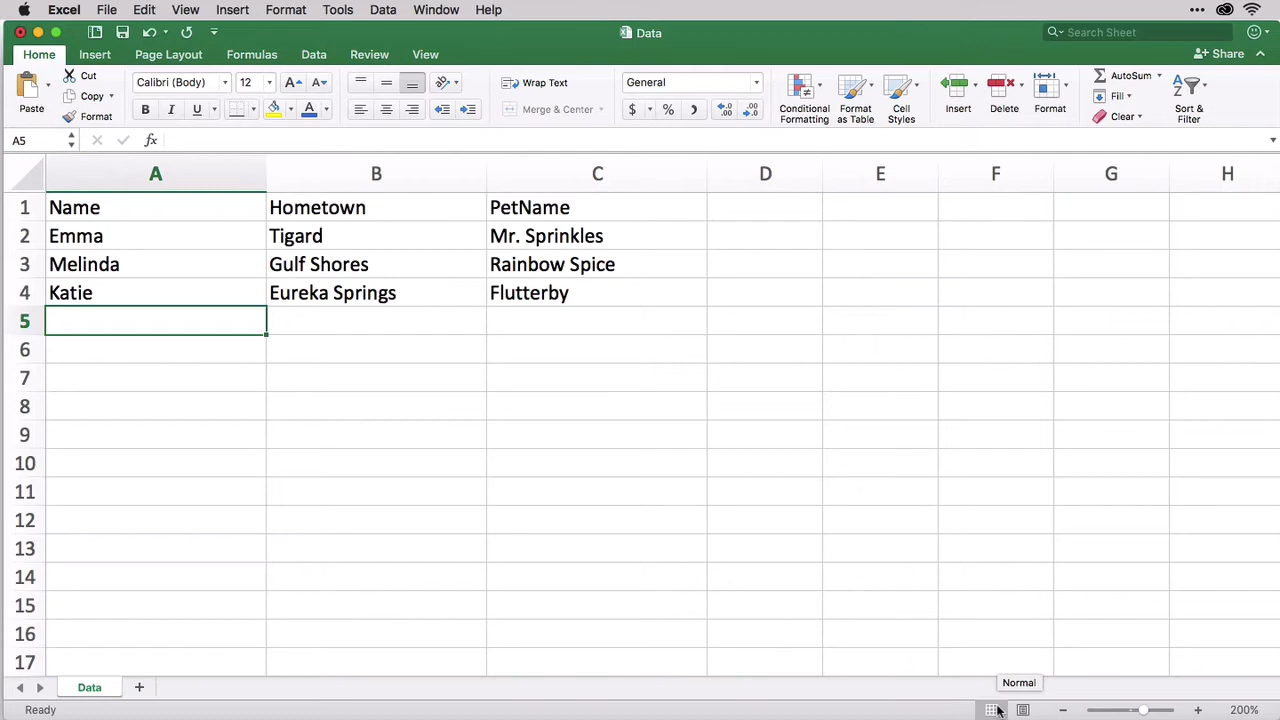 Excel File Edit View Insert Format Tools Data Window Help
Data
Search Sheet
Home Insert Page Layout Formulas Data Review View
Share
Paste
Cut
Copy
Format
Calibri (Body) 12
B I U A
Wrap Text
Merge & Center
General
$ % )
Conditional Formatting
Format as Table
Cell Styles
Insert
Delete
Format
AutoSum
Fill
Clear
Sort & Filter
A5 fx
A B C D E F G H
1 Name Hometown PetName
2 Emma Tigard Mr. Sprinkles
3 Melinda Gulf Shores Rainbow Spice
4 Katie Eureka Springs Flutterby
5
6
7
8
9
10
11
12
13
14
15
16
17
Normal
Data
Ready 200%